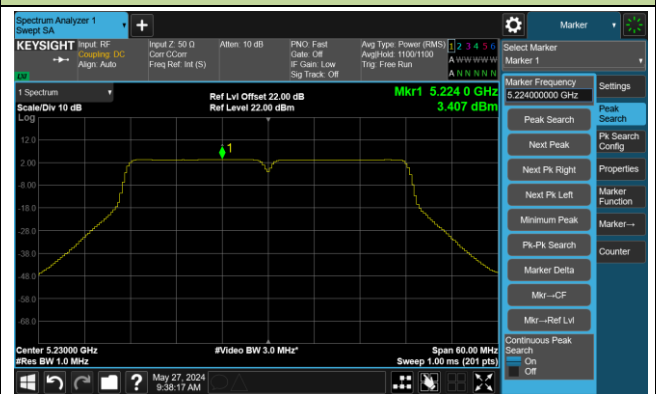 Spectrum Analyzer 1
Swept SA
+
Marker
KEYSIGHT
Input: RF
Coupling: DC
Align: Auto
Input Z: 50 Ω
Corr CCorr
Freq Ref: Int (S)
Atten: 10 dB
PNO: Fast
Gate: Off
IF Gain: Low
Sig Track: Off
Avg Type: Power (RMS)
Avg|Hold: 1100/1100
Trig: Free Run
1 2 3 4 5 6
A W W W W W
A N N N N N
LXI
Select Marker
Marker 1
1 Spectrum
Scale/Div 10 dB
Log
Ref Lvl Offset 22.00 dB
Ref Level 22.00 dBm
Mkr1 5.224 0 GHz
3.407 dBm
12.0
2.00
-8.00
-18.0
-28.0
-38.0
-48.0
-58.0
-68.0
1
Center 5.23000 GHz
#Res BW 1.0 MHz
#Video BW 3.0 MHz*
Span 60.00 MHz
Sweep 1.00 ms (201 pts)
Marker Frequency
5.224000000 GHz
Peak Search
Next Peak
Next Pk Right
Next Pk Left
Minimum Peak
Pk-Pk Search
Marker Delta
Mkr→CF
Mkr→Ref Lvl
Continuous Peak
Search
On
Off
Settings
Peak
Search
Pk Search
Config
Properties
Marker
Function
Marker→
Counter
?
May 27, 2024
9:38:17 AM